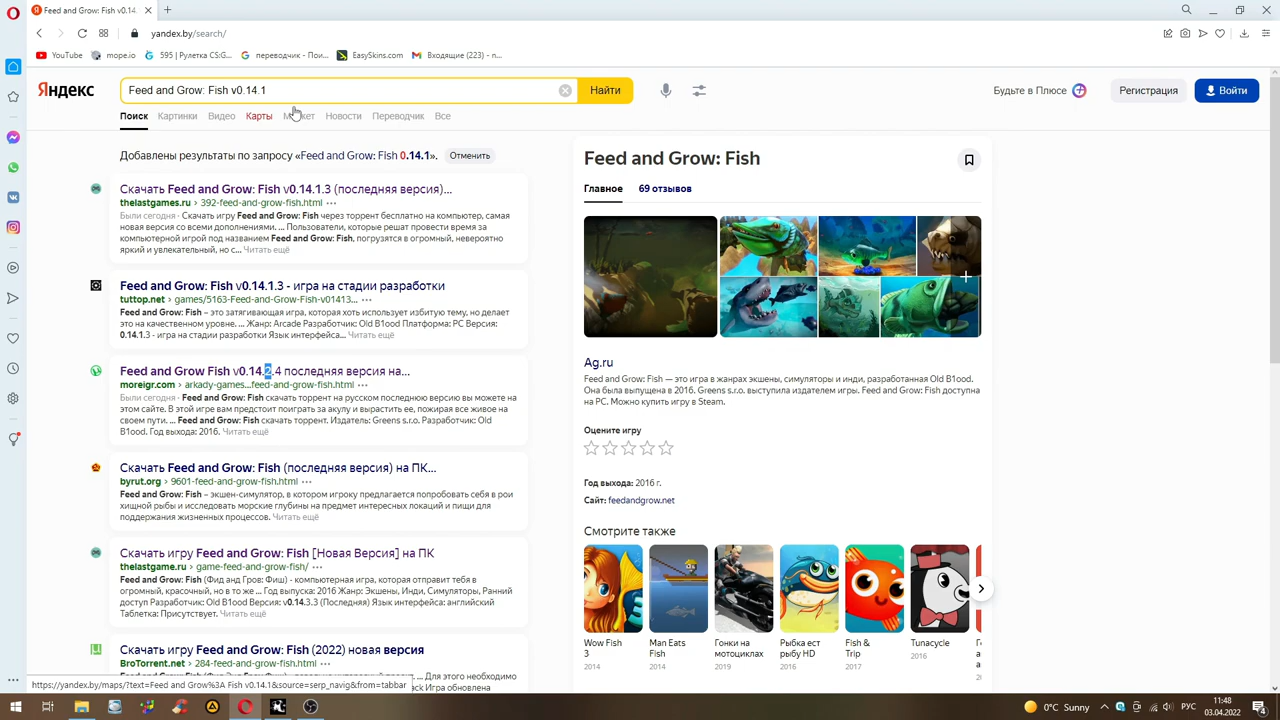 Feed and Grow: Fish v0.14.
yandex.by/search/
YouTube
mope.io
595 | Рулетка CS:G...
переводчик - Пои...
EasySkins.com
Входящие (223) – n...
Яндекс
Feed and Grow: Fish v0.14.1
Найти
Будьте в Плюсе
Регистрация
Войти
Поиск Картинки Видео Карты Новости Переводчик Все
Добавлены результаты по запросу «Feed and Grow: Fish 0.14.1».
Отменить
Скачать Feed and Grow: Fish v0.14.1.3 (последняя версия)...
thelastgames.ru › 392-feed-and-grow-fish.html
Были сегодня · Скачать игру Feed and Grow: Fish через торрент бесплатно на компьютер, самая
новая версия со всеми дополнениями. ... Пользователи, которые решат провести время за
компьютерной игрой под названием Feed and Grow: Fish, погрузятся в огромный, невероятно
яркий и увлекательный, но с... Читать ещё
Feed and Grow: Fish v0.14.1.3 - игра на стадии разработки
tuttop.net › games/5163-Feed-and-Grow-Fish-v01413...
Feed and Grow: Fish – это затягивающая игра, которая хоть использует избитую тему, но делает
это на качественном уровне. ... Жанр: Arcade Разработчик: Old B1ood Платформа: PC Версия:
0.14.1.3 - игра на стадии разработки Язык интерфейса... Читать ещё
Feed and Grow Fish v0.14.2.4 последняя версия на...
moreigr.com › arkady-games...feed-and-grow-fish.html
Были сегодня · Feed and Grow: Fish скачать торрент на русском последнюю версию вы можете на
этом сайте. В этой игре вам предстоит поиграть за акулу и вырастить ее, пожирая все живое на
своем пути. ... Feed and Grow: Fish скачать торрент. Издатель: Greens s.r.o. Разработчик: Old
B1ood. Год выхода: 2016. Читать ещё
Скачать Feed and Grow: Fish (последняя версия) на ПК...
byrut.org › 9601-feed-and-grow-fish.html
Feed and Grow: Fish – экшен-симулятор, в котором игроку предлагается попробовать себя в рои
хищной рыбы и исследовать морские глубины на предмет интересных локаций и пищи для
поддержания жизненных процессов. Читать ещё
Скачать игру Feed and Grow: Fish [Новая Версия] на ПК
thelastgame.ru › game-feed-and-grow-fish/
Feed and Grow: Fish (Фид анд Гров: Фиш) - компьютерная игра, которая отправит тебя в
огромный, красочный, но в то же ... Год выпуска: 2016 Жанр: Экшены, Инди, Симуляторы, Ранний
доступ Разработчик: Old B1ood Версия: v0.14.3.3 (Последняя) Язык интерфейса: английский
Таблетка: Присутствует. Читать ещё
Скачать игру Feed and Grow: Fish (2022) новая версия
BroTorrent.net › 284-feed-and-grow-fish.html
Для этого необходимо
Игра обновлена
https://yandex.by/maps/?text=Feed and Grow%3A Fish v0.14.1&source=serp_navig&from=tabbar
Feed and Grow: Fish
Главное
69 отзывов
Ag.ru
Feed and Grow: Fish — это игра в жанрах экшены, симуляторы и инди, разработанная Old B1ood.
Она была выпущена в 2016. Greens s.r.o. выступила издателем игры. Feed and Grow: Fish доступна
на PC. Можно купить игру в Steam.
Оцените игру
Год выхода: 2016 г.
Сайт: feedandgrow.net
Смотрите также
Wow Fish
3
2014
Man Eats
Fish
2014
Гонки на
мотоциклах
2019
Рыбка ест
рыбу HD
2016
Fish &
Trip
2017
Tunacycle
2016
0°C Sunny
РУС
11:48
03.04.2022